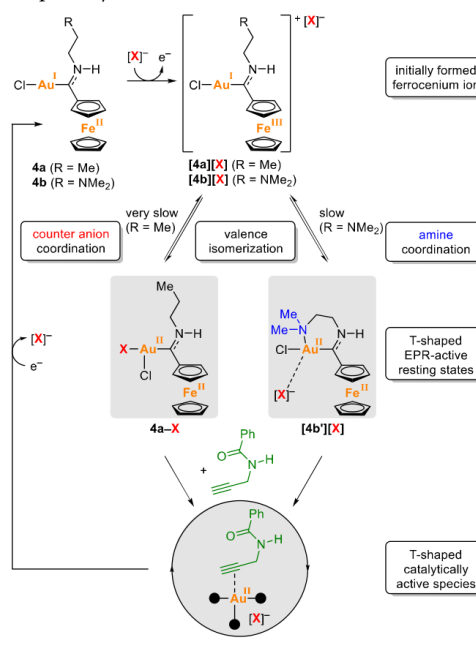 R
+ [X]⁻
R
[X]⁻ e⁻
N–H
N–H
I
I
Cl–Au
Cl–Au
initially formed
ferrocenium ion
II
III
Fe
Fe
4a (R = Me)
4b (R = NMe₂)
[4a][X] (R = Me)
[4b][X] (R = NMe₂)
very slow
(R = Me)
slow
(R = NMe₂)
counter anion
coordination
valence
isomerization
amine
coordination
Me
Me
Me–N
N–H
N–H
II
II
X–Au
Cl–Au
Cl
T-shaped
EPR-active
resting states
[X]⁻
e⁻
II
II
Fe
Fe
[X]⁻
4a–X
[4b'][X]
Ph
O
N–H
+
Ph
O
N–H
T-shaped
catalytically
active species
II
Au
[X]⁻